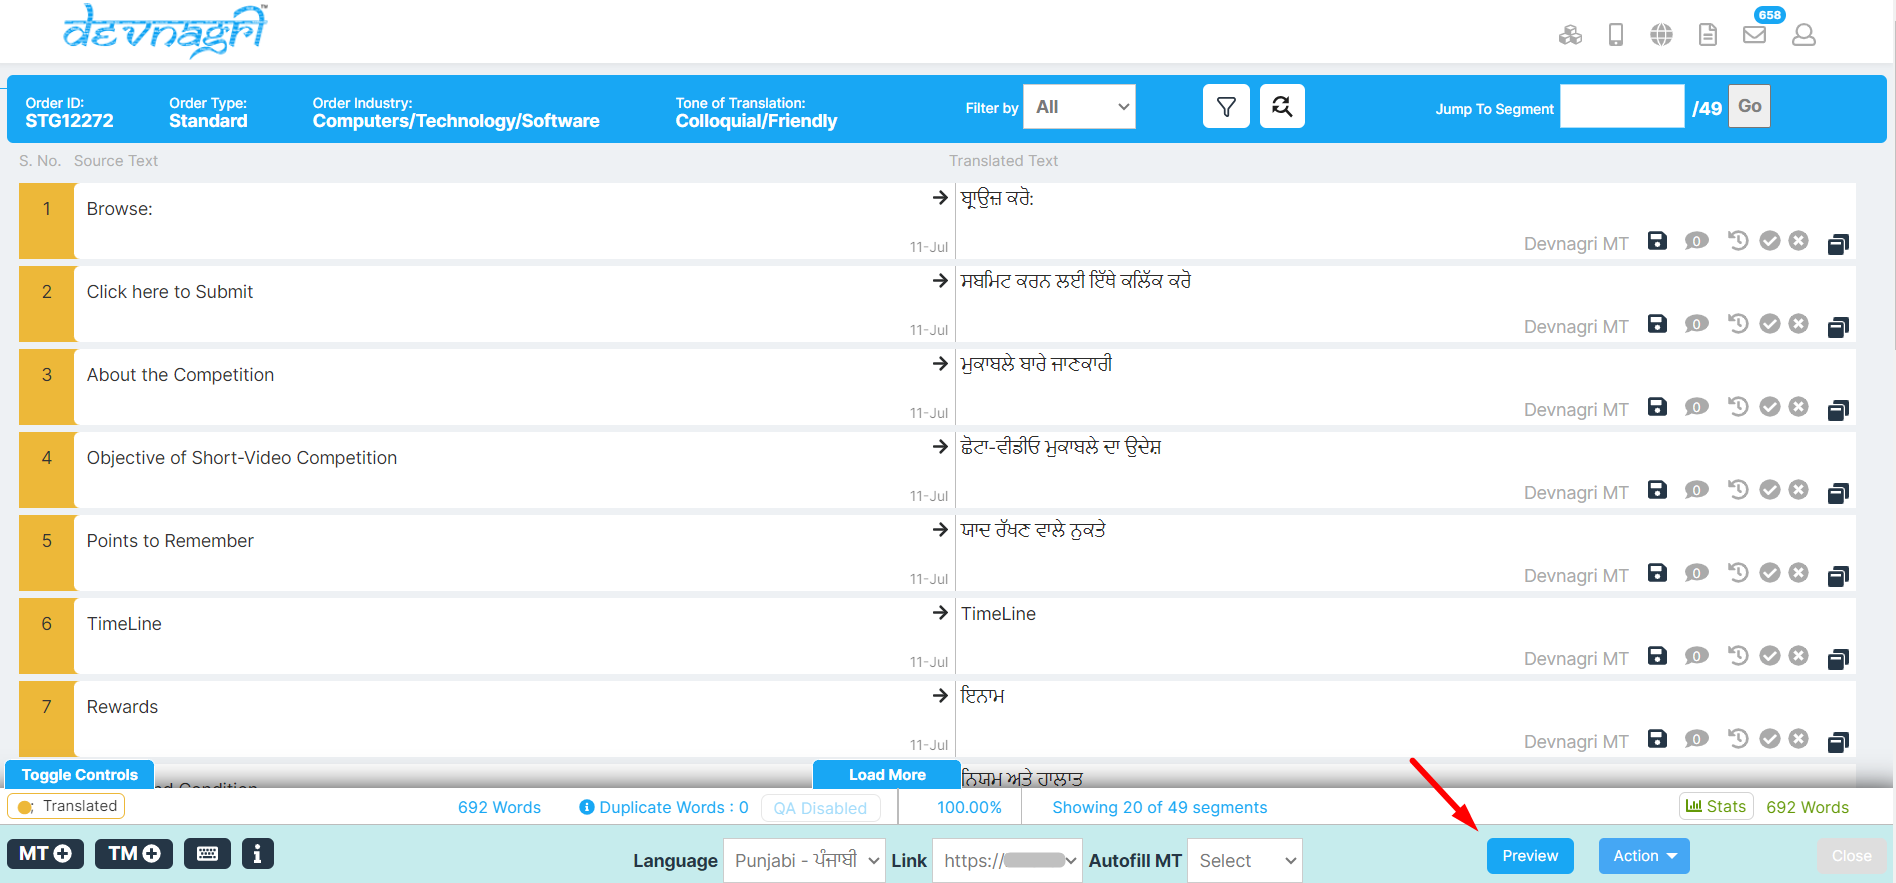 devnagri™
658
Order ID:
STG12272
Order Type:
Standard
Order Industry:
Computers/Technology/Software
Tone of Translation:
Colloquial/Friendly
Filter by All
Jump To Segment /49 Go
S. No. Source Text Translated Text
1 Browse: ਬ੍ਰਾਉਜ਼ ਕਰੋ:
11-Jul Devnagri MT 0
2 Click here to Submit ਸਬਮਿਟ ਕਰਨ ਲਈ ਇੱਥੇ ਕਲਿੱਕ ਕਰੋ
11-Jul Devnagri MT 0
3 About the Competition ਮੁਕਾਬਲੇ ਬਾਰੇ ਜਾਣਕਾਰੀ
11-Jul Devnagri MT 0
4 Objective of Short-Video Competition ਛੋਟਾ-ਵੀਡੀਓ ਮੁਕਾਬਲੇ ਦਾ ਉਦੇਸ਼
11-Jul Devnagri MT 0
5 Points to Remember ਯਾਦ ਰੱਖਣ ਵਾਲੇ ਨੁਕਤੇ
11-Jul Devnagri MT 0
6 TimeLine TimeLine
11-Jul Devnagri MT 0
7 Rewards ਇਨਾਮ
11-Jul Devnagri MT 0
Toggle Controls Load More ਨਿਯਮ ਅਤੇ ਹਾਲਾਤ
Translated 692 Words Duplicate Words : 0 QA Disabled 100.00% Showing 20 of 49 segments Stats 692 Words
MT TM Language Punjabi - ਪੰਜਾਬੀ Link https:// Autofill MT Select Preview Action Close